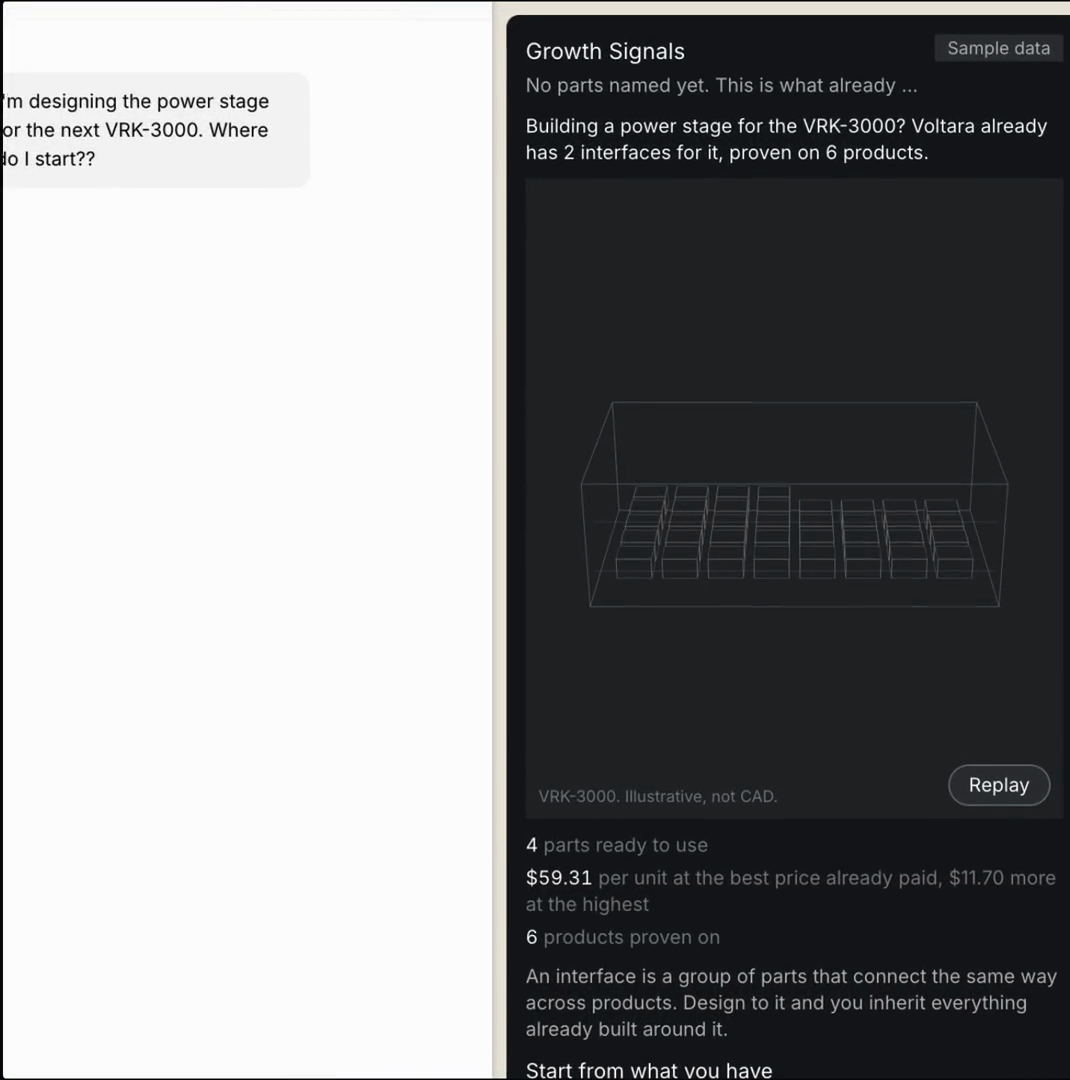 'm designing the power stage
or the next VRK-3000. Where
do I start??
Growth Signals
Sample data
No parts named yet. This is what already ...
Building a power stage for the VRK-3000? Voltara already
has 2 interfaces for it, proven on 6 products.
VRK-3000. Illustrative, not CAD.
Replay
4 parts ready to use
$59.31 per unit at the best price already paid, $11.70 more
at the highest
6 products proven on
An interface is a group of parts that connect the same way
across products. Design to it and you inherit everything
already built around it.
Start from what you have